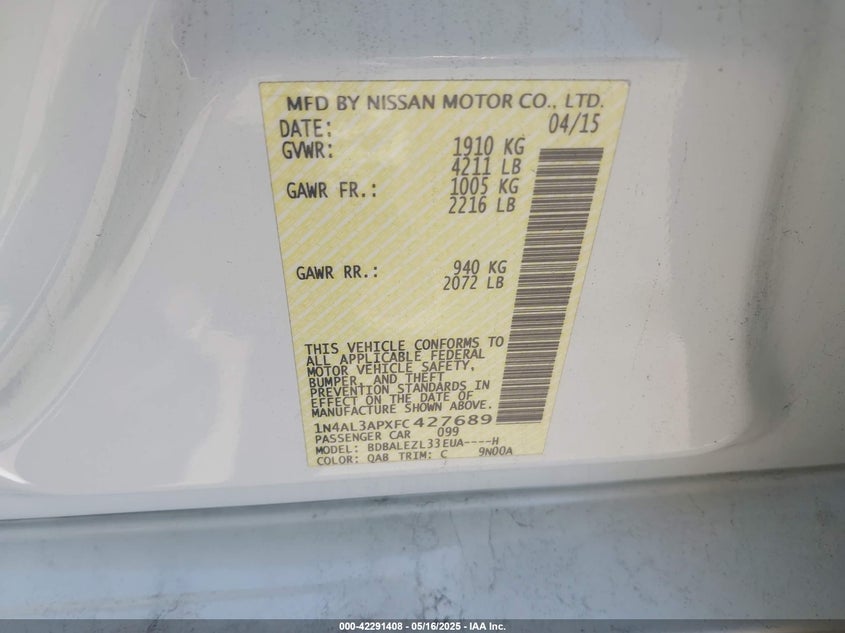 MFD BY NISSAN MOTOR CO., LTD.
DATE: 04/15
GVWR: 1910 KG
4211 LB
GAWR FR.: 1005 KG
2216 LB
GAWR RR.: 940 KG
2072 LB
THIS VEHICLE CONFORMS TO
ALL APPLICABLE FEDERAL
MOTOR VEHICLE SAFETY,
BUMPER, AND THEFT
PREVENTION STANDARDS IN
EFFECT ON THE DATE OF
MANUFACTURE SHOWN ABOVE.
1N4AL3APXFC427689
PASSENGER CAR 099
MODEL: BDBALEZL33EUA----H
COLOR: QAB TRIM: C 9N00A
000-42291408 - 05/16/2025 - IAA Inc.